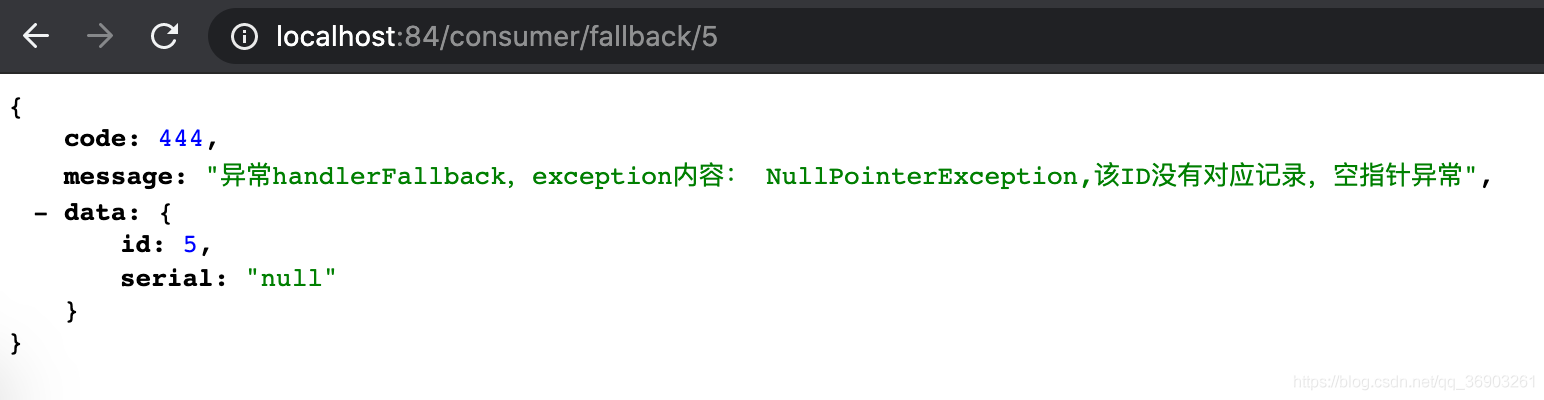 localhost:84/consumer/fallback/5
{
code: 444,
message: "异常handlerFallback，exception内容： NullPointerException,该ID没有对应记录，空指针异常",
– data: {
id: 5,
serial: "null"
}
}
https://blog.csdn.net/qq_36903261